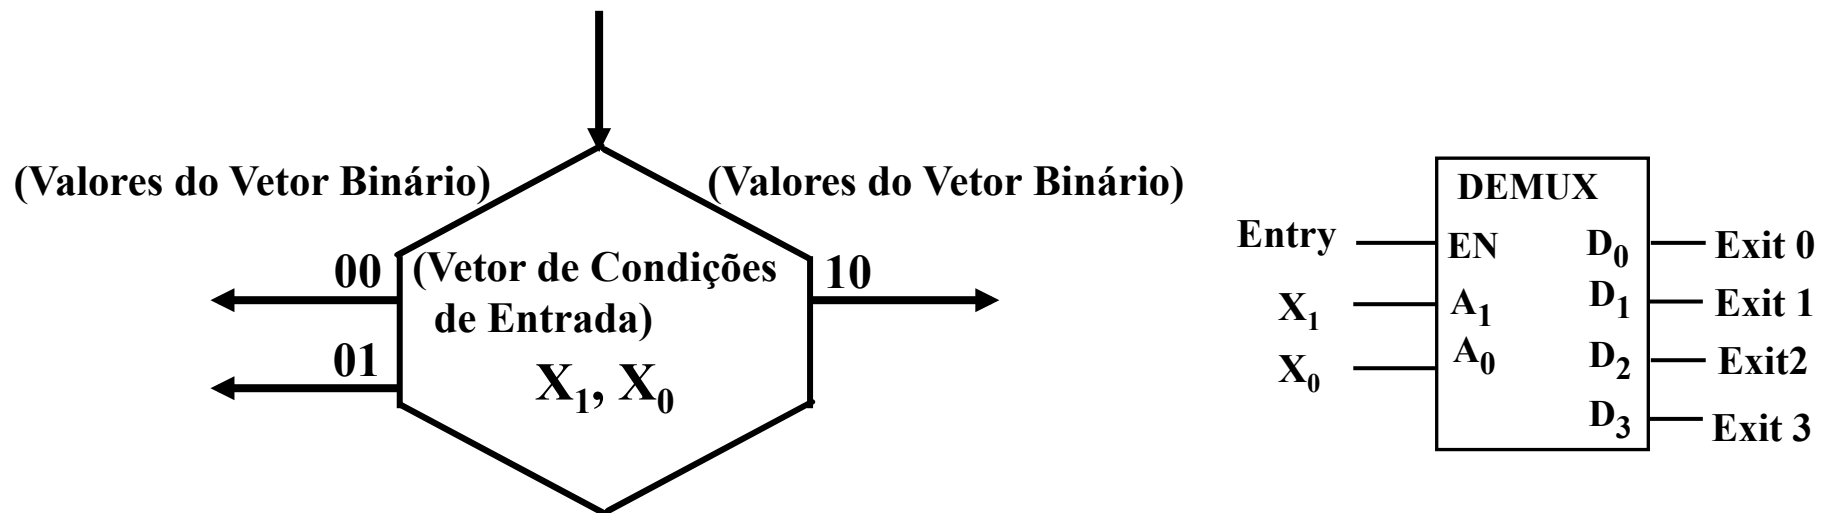 (Valores do Vetor Binário)
(Valores do Vetor Binário)
00
(Vetor de Condições
de Entrada)
10
01
X₁, X₀
DEMUX
Entry
EN
D₀
Exit 0
X₁
A₁
D₁
Exit 1
X₀
A₀
D₂
Exit2
D₃
Exit 3